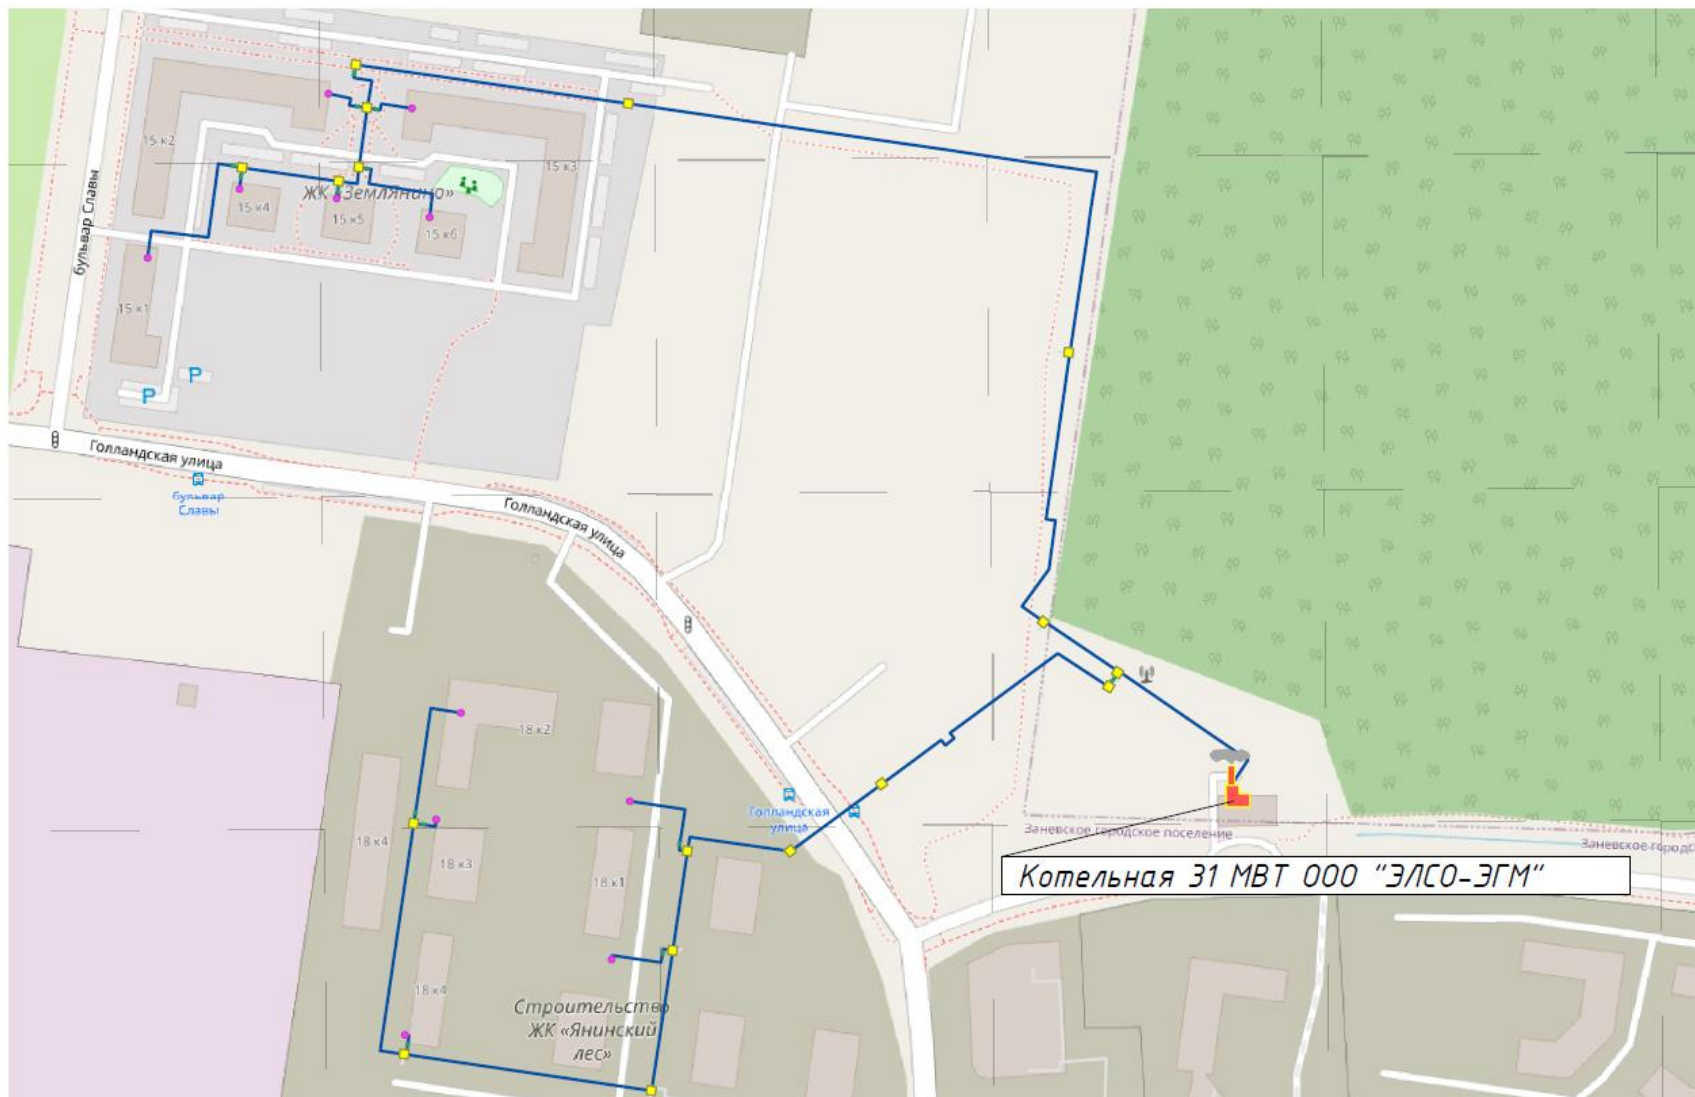 15 к2
15 к3
ЖК «Землянино»
15 к4
15 к5
15 к6
бульвар Славы
15 к1
P
P
Голландская улица
бульвар
Славы
Голландская улица
18 к2
Голландская
улица
Заневское городское поселение
Заневское городс
18 к4
18 к3
18 к1
Котельная 31 МВТ ООО "ЭЛСО-ЭГМ"
18 к4
Строительство
ЖК «Янинский
лес»